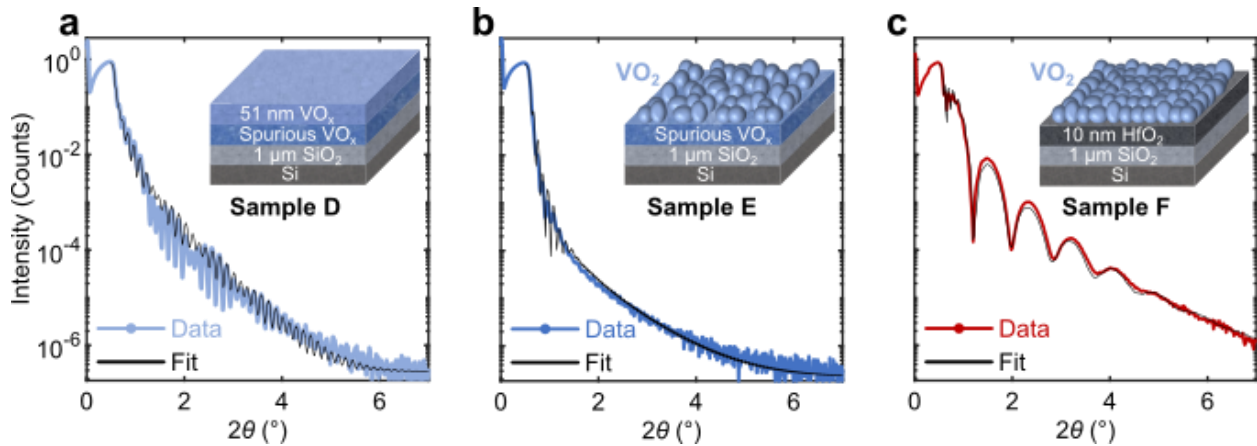 a
10⁰
10⁻²
10⁻⁴
10⁻⁶
Intensity (Counts)
51 nm VOₓ
Spurious VOₓ
1 µm SiO₂
Si
Sample D
Data
Fit
0 2 4 6
2θ (°)
b
VO₂
Spurious VOₓ
1 µm SiO₂
Si
Sample E
Data
Fit
0 2 4 6
2θ (°)
c
VO₂
10 nm HfO₂
1 µm SiO₂
Si
Sample F
Data
Fit
0 2 4 6
2θ (°)